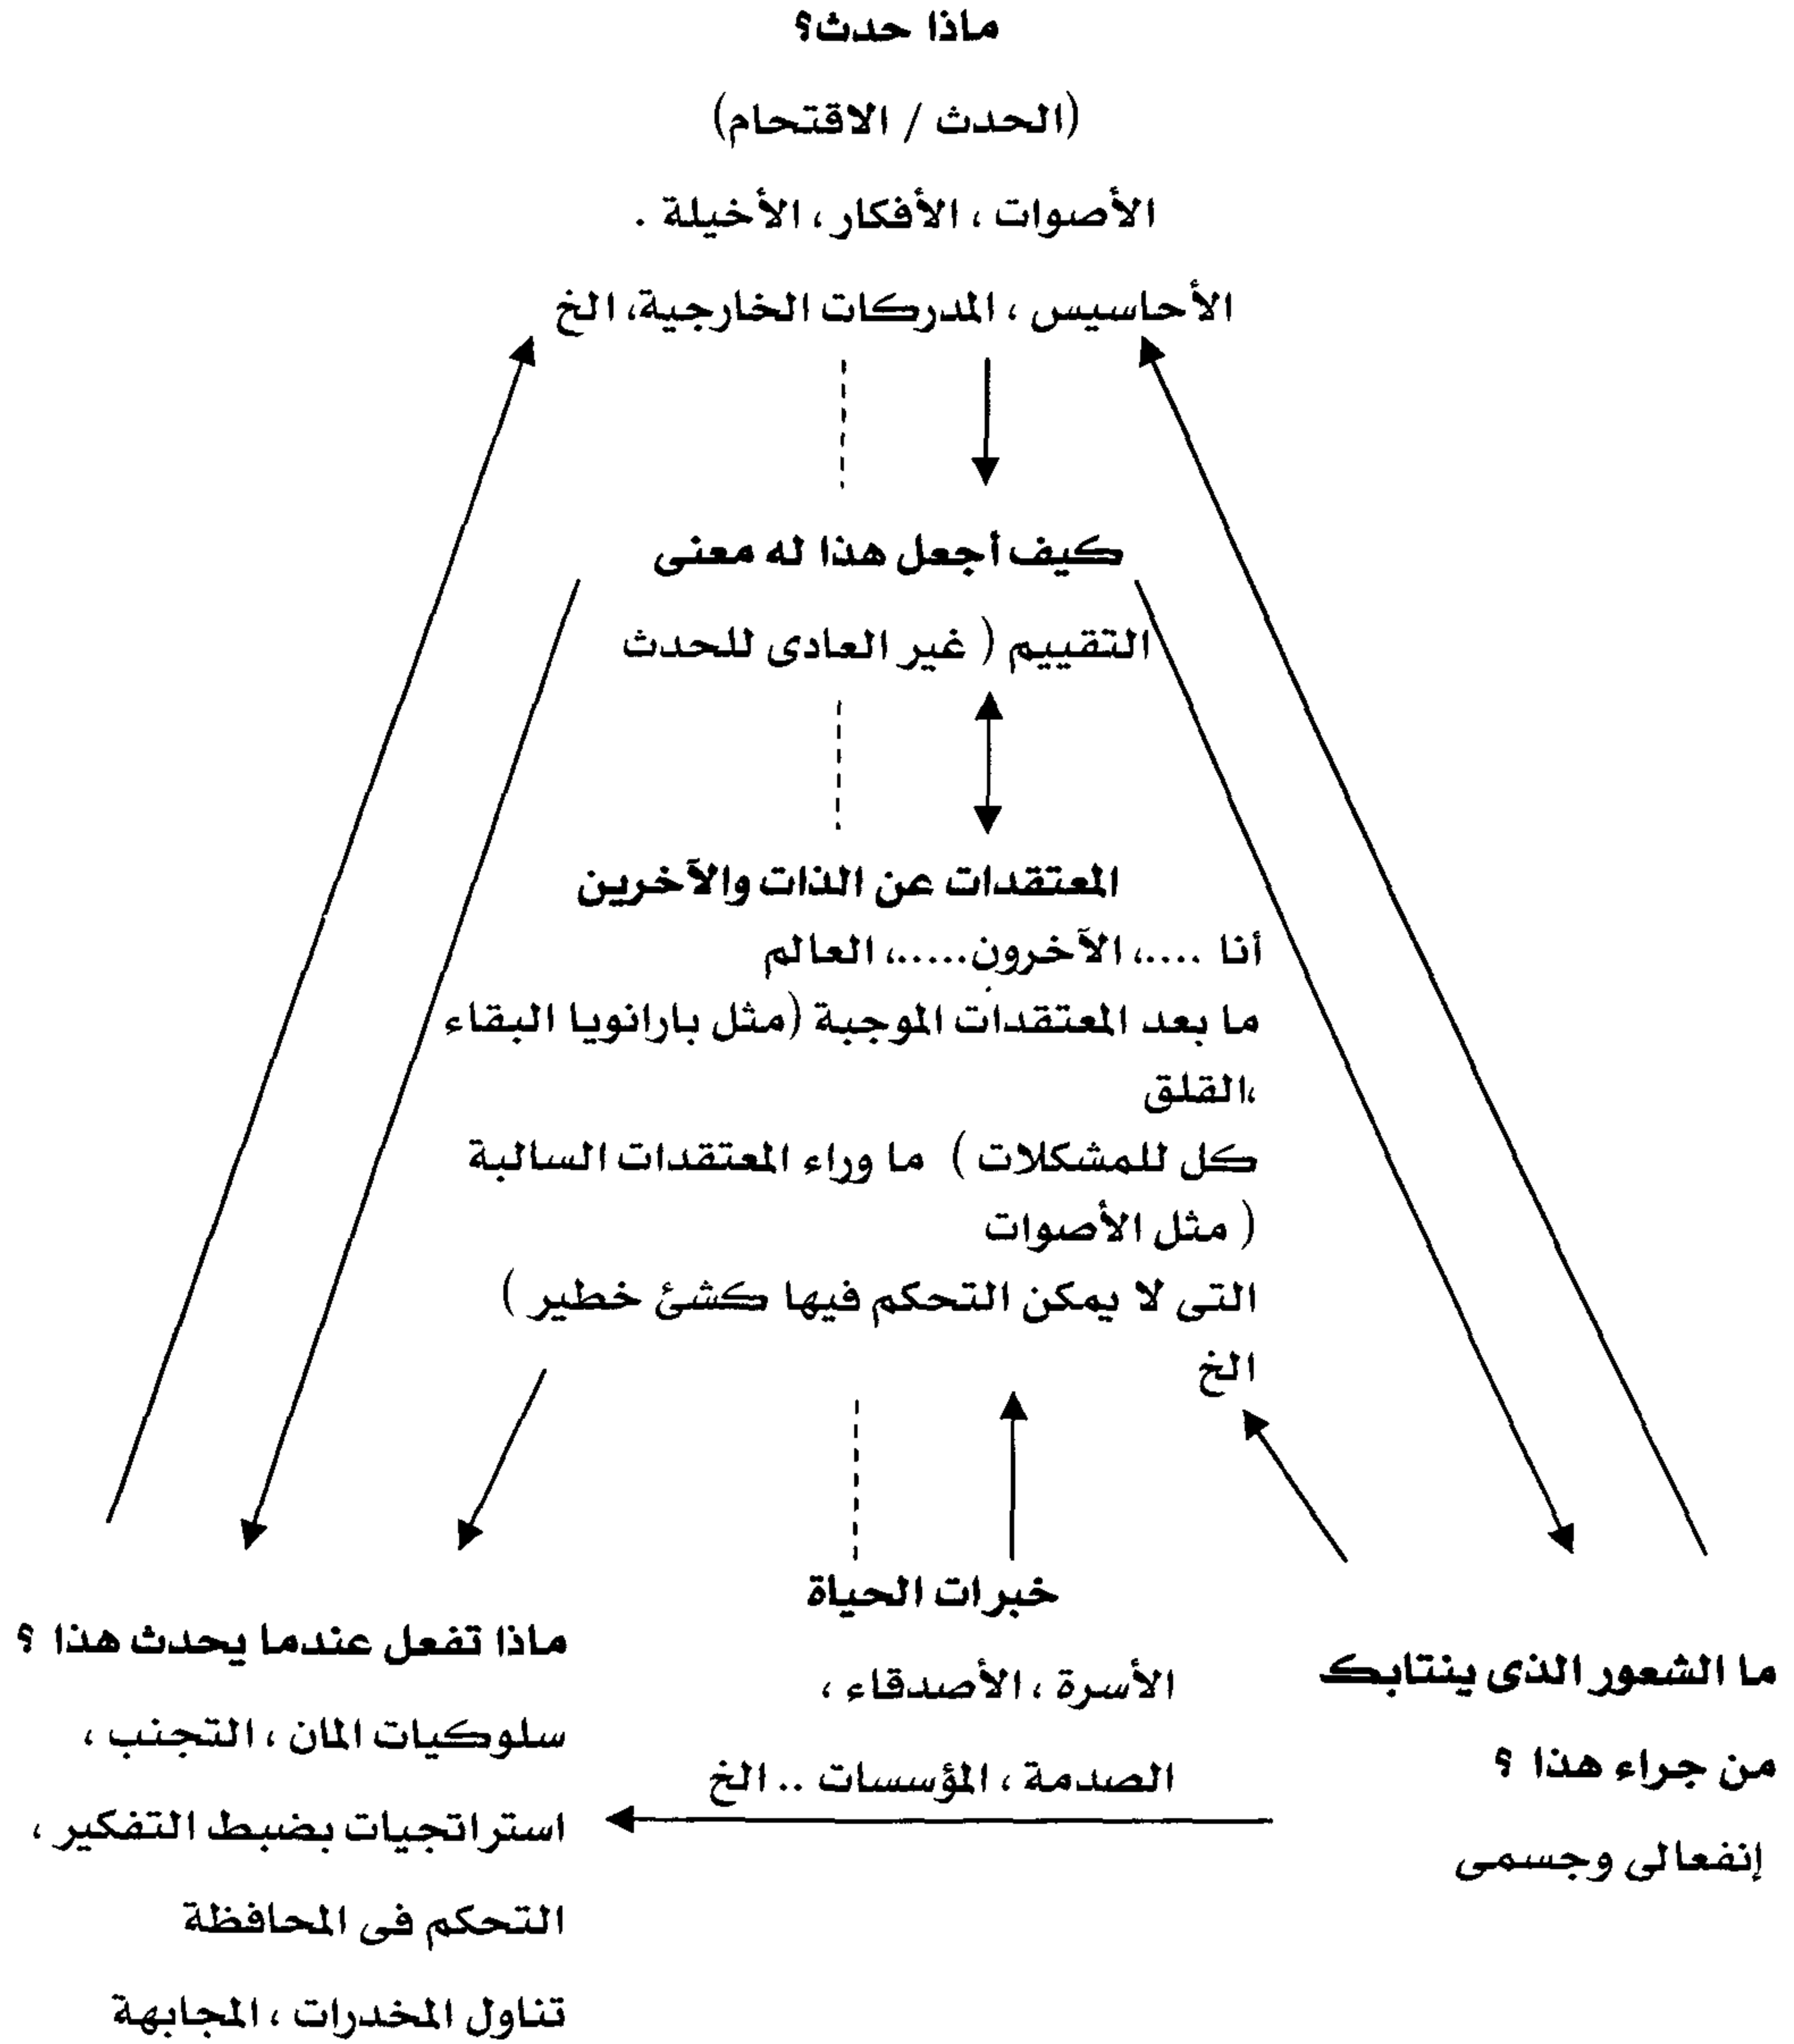 ماذا حدث؟
(الحدث / الاقتحام)
الأصوات ، الأفكار ، الأخيلة .
الأحاسيس ، المدركات الخارجية، الخ
كيف أجعل هذا له معنى
التقييم ( غير العادى للحدث
المعتقدات عن الذات والآخرين
أنا ....، الآخرون.....، العالم
ما بعد المعتقدات الموجبة (مثل بارانويا البقاء
،القلق
كل للمشكلات ) ما وراء المعتقدات السالبة
( مثل الأصوات
التى لا يمكن التحكم فيها كشئ خطير )
الخ
خبرات الحياة
الأسرة ، الأصدقاء ،
الصدمة ، المؤسسات .. الخ
ما الشعور الذى ينتابك
من جراء هذا ؟
إنفعالى وجسمى
ماذا تفعل عندما يحدث هذا ؟
سلوكيات المان ، التجنب ،
استراتجيات بضبط التفكير ،
التحكم فى المحافظة
تناول المخدرات ، المجابهة